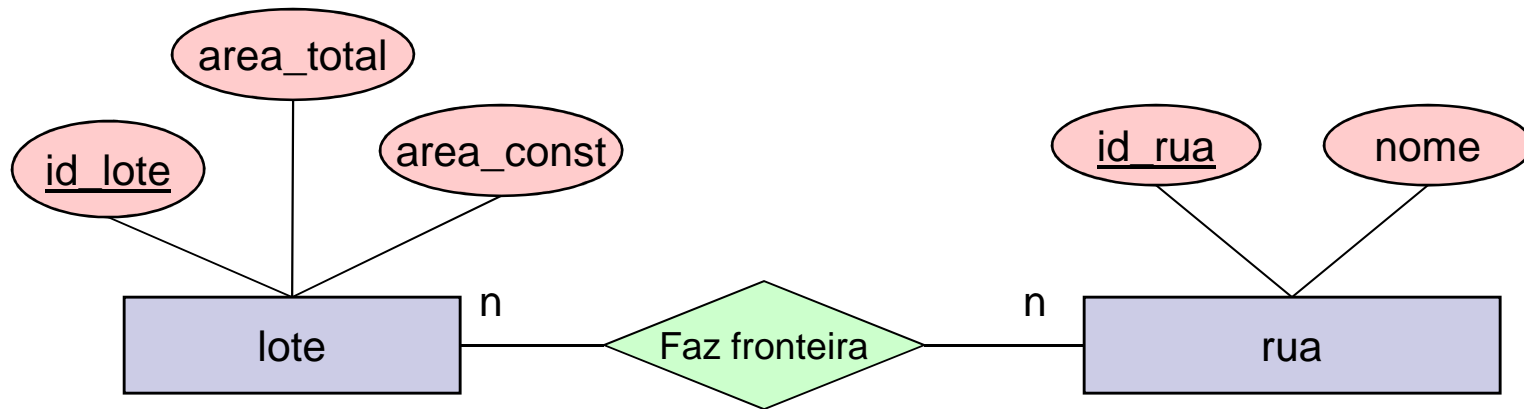 area_total
id_lote
area_const
id_rua
nome
n
n
lote
Faz fronteira
rua